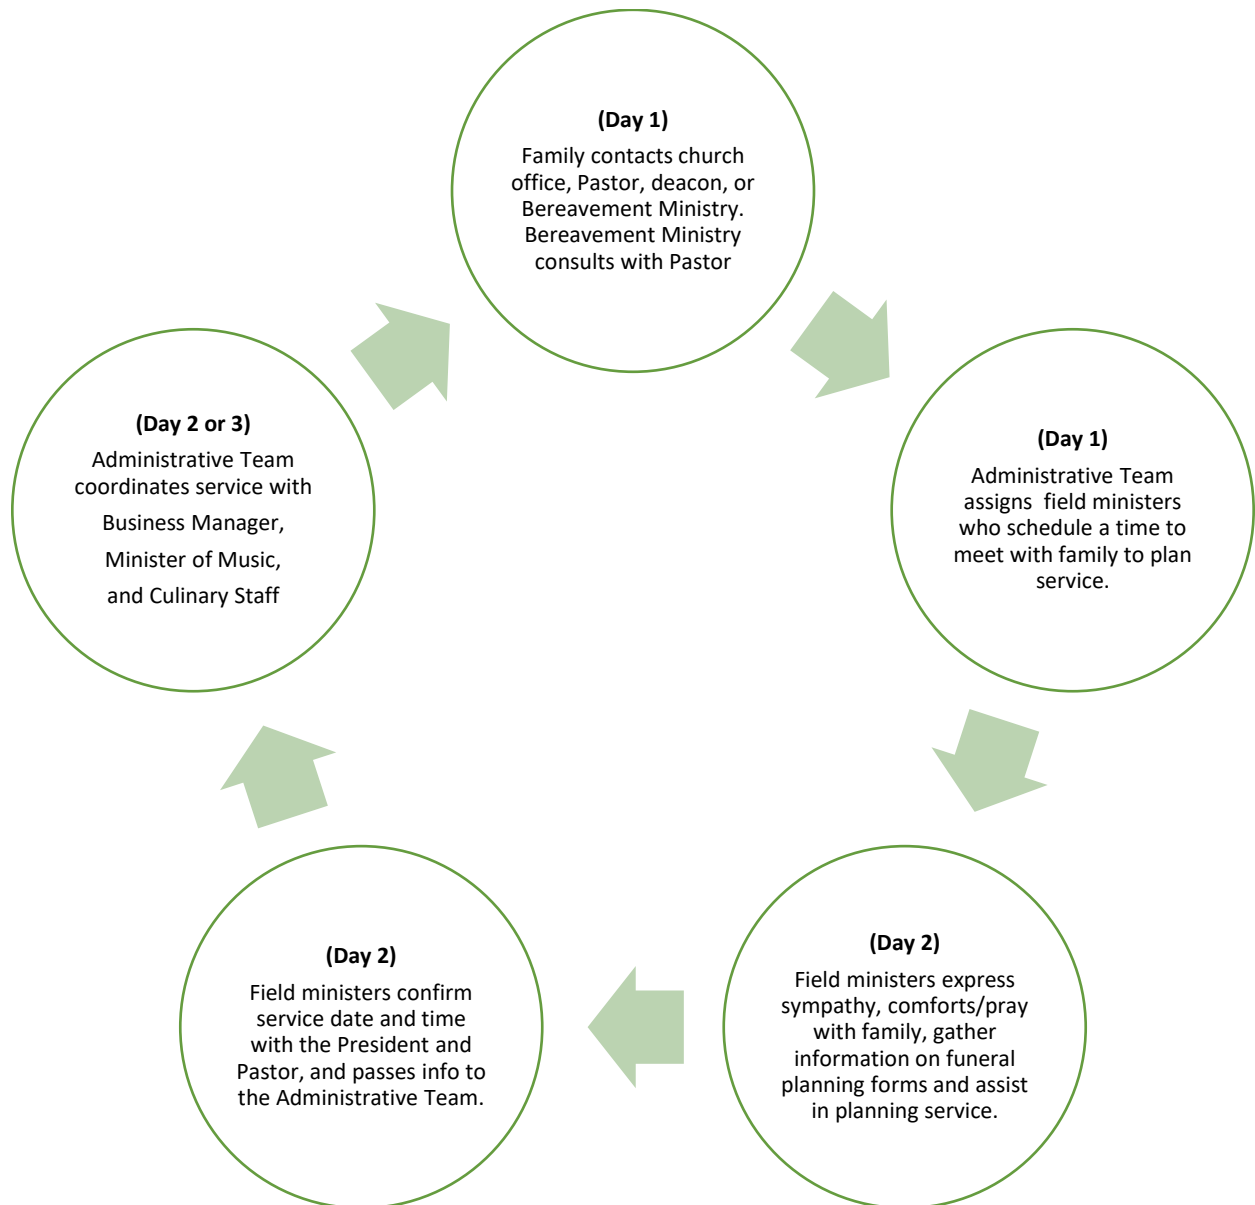 (Day 1)
Family contacts church
office, Pastor, deacon, or
Bereavement Ministry.
Bereavement Ministry
consults with Pastor
(Day 1)
Administrative Team
assigns  field ministers
who schedule a time to
meet with family to plan
service.
(Day 2)
Field ministers express
sympathy, comforts/pray
with family, gather
information on funeral
planning forms and assist
in planning service.
(Day 2)
Field ministers confirm
service date and time
with the President and
Pastor, and passes info to
the Administrative Team.
(Day 2 or 3)
Administrative Team
coordinates service with
Business Manager,
Minister of Music,
and Culinary Staff